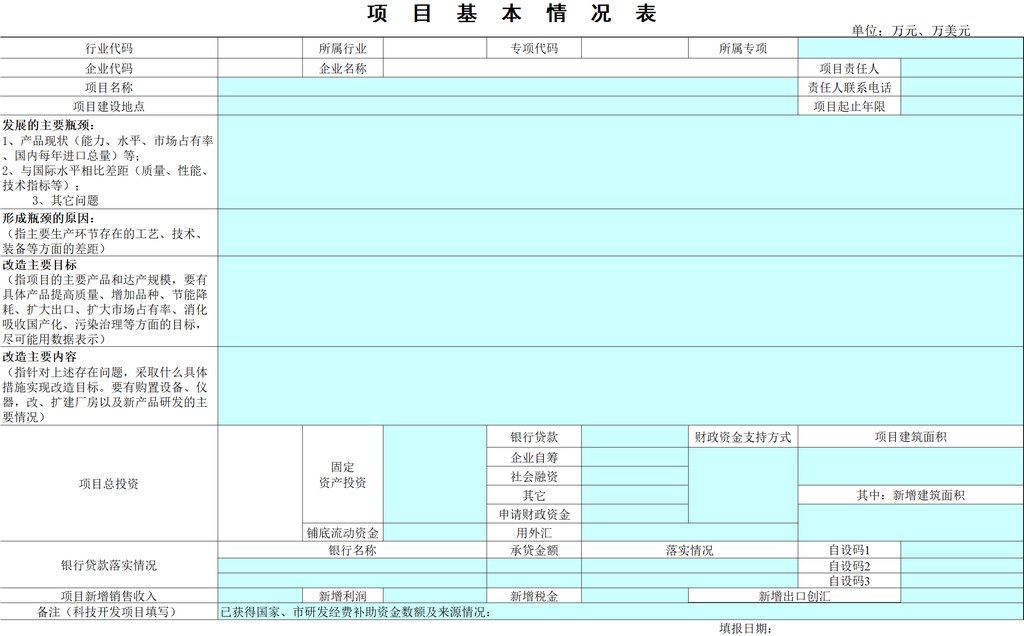 项 目 基 本 情 况 表
单位：万元、万美元
行业代码 所属行业 专项代码 所属专项
企业代码 企业名称 项目责任人
项目名称 责任人联系电话
项目建设地点 项目起止年限
发展的主要瓶颈：
1、产品现状（能力、水平、市场占有率
、国内每年进口总量）等；
2、与国际水平相比差距（质量、性能、
技术指标等）；
3、其它问题
形成瓶颈的原因：
（指主要生产环节存在的工艺、技术、
装备等方面的差距）
改造主要目标
（指项目的主要产品和达产规模，要有
具体产品提高质量、增加品种、节能降
耗、扩大出口、扩大市场占有率、消化
吸收国产化、污染治理等方面的目标，
尽可能用数据表示）
改造主要内容
（指针对上述存在问题，采取什么具体
措施实现改造目标。要有购置设备、仪
器，改、扩建厂房以及新产品研发的主
要情况）
项目总投资
固定
资产投资
银行贷款 财政资金支持方式 项目建筑面积
企业自筹
社会融资
其它 其中：新增建筑面积
申请财政资金
铺底流动资金 用外汇
银行贷款落实情况
银行名称 承贷金额 落实情况 自设码1
自设码2
自设码3
项目新增销售收入 新增利润 新增税金 新增出口创汇
备注（科技开发项目填写） 已获得国家、市研发经费补助资金数额及来源情况：
填报日期：